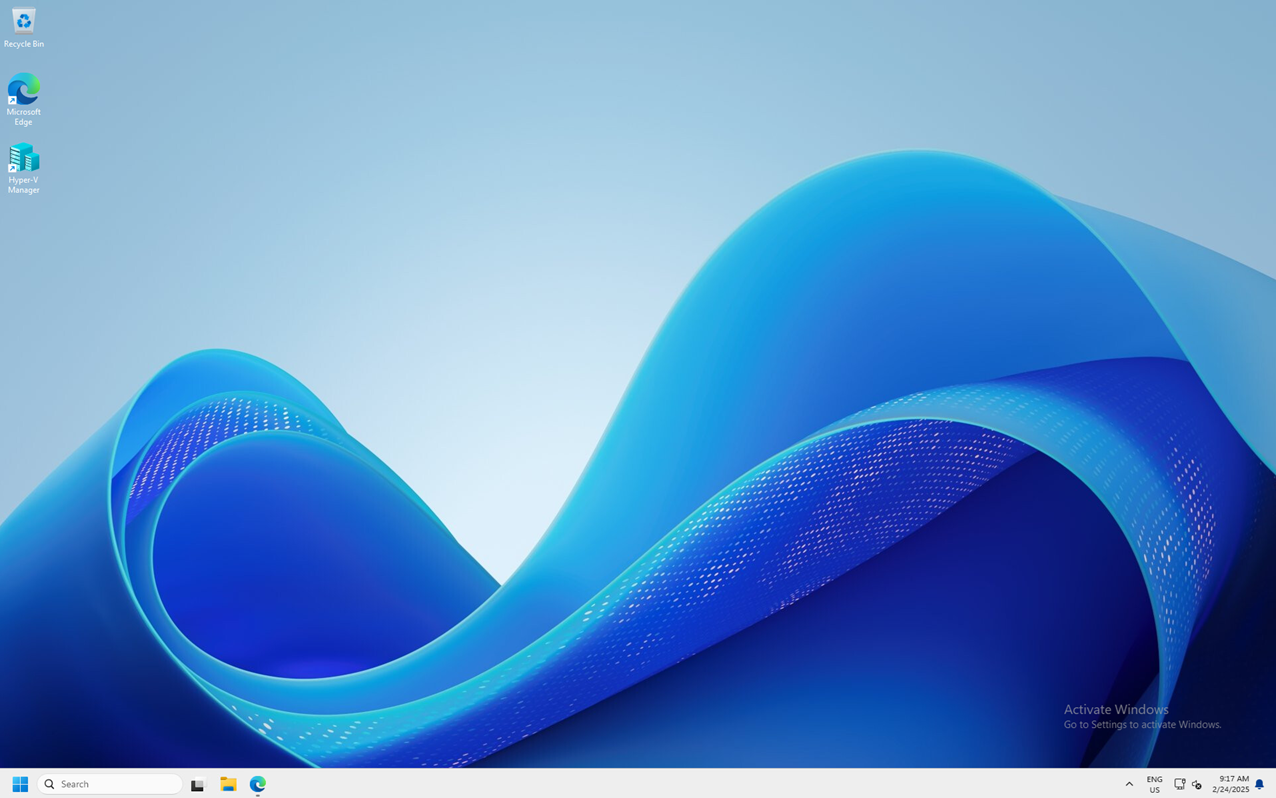 Recycle Bin
Microsoft
Edge
Hyper-V
Manager
Activate Windows
Go to Settings to activate Windows.
Search
ENG
US
9:17 AM
2/24/2025